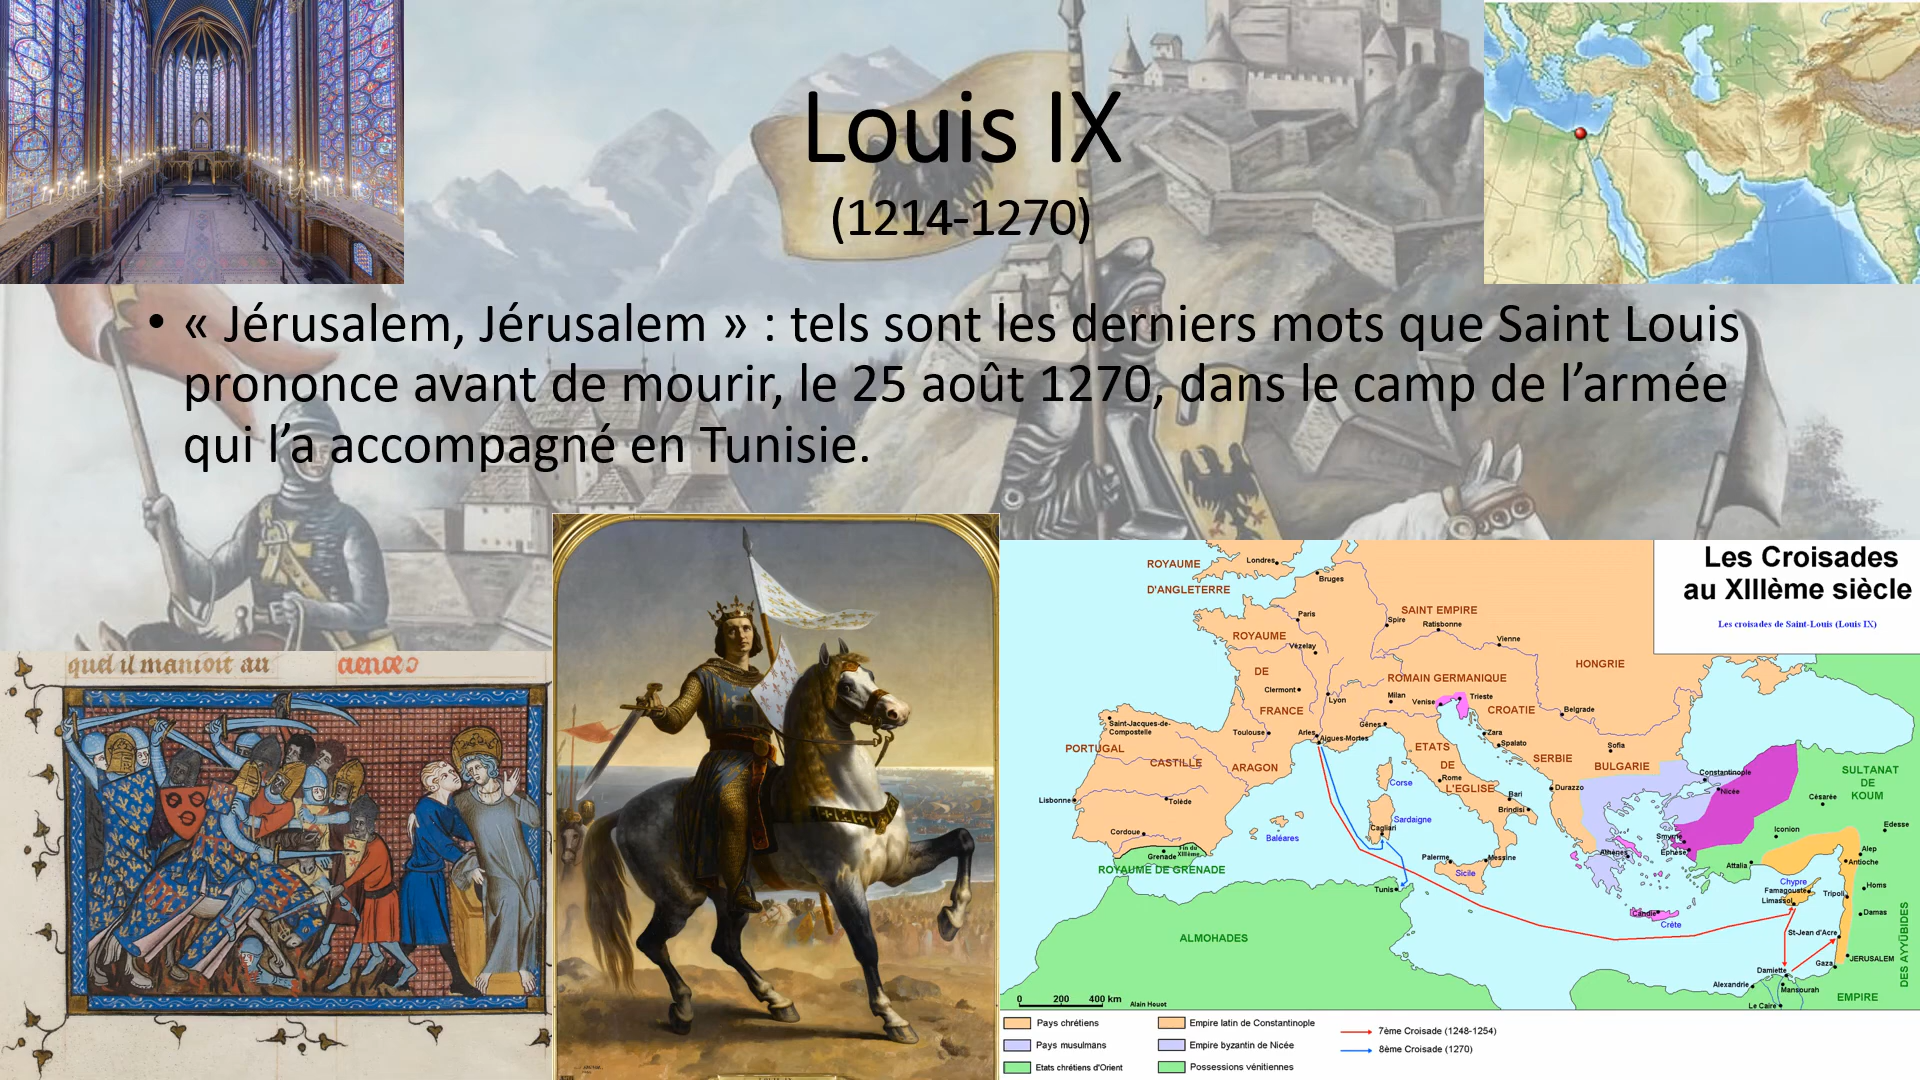 Louis IX
(1214-1270)
• « Jérusalem, Jérusalem » : tels sont les derniers mots que Saint Louis
prononce avant de mourir, le 25 août 1270, dans le camp de l’armée
qui l’a accompagné en Tunisie.
quel il manioit au
Les Croisades
au XIIIème siècle
Les croisades de Saint-Louis (Louis IX)
ROYAUME
D'ANGLETERRE
Londres
Bruges
Paris
SAINT EMPIRE
Spire
Ratisbonne
ROYAUME
Vézelay
Vienne
DE
HONGRIE
Clermont
ROMAIN GERMANIQUE
Lyon
Milan
Venise
Trieste
FRANCE
CROATIE
Belgrade
Saint-Jacques-de-
Compostelle
Toulouse
Arles
Aigues-Mortes
Gênes
Zara
Spalato
PORTUGAL
CASTILLE
ARAGON
ETATS
DE
L'EGLISE
SERBIE
Sofia
BULGARIE
Constantinople
Nicée
SULTANAT
DE
KOUM
Corse
Rome
Bari
Brindisi
Durazzo
Césarée
Lisbonne
Tolède
Sardaigne
Cagliari
Baléares
Cordoue
Iconion
Edesse
Smyrne
Ephèse
Athènes
Grenade
Fin du
XIIIème
ROYAUME DE GRENADE
Palerme
Messine
Sicile
Attalia
Alep
Antioche
Tunis
Chypre
Famagouste
Limassol
Tripoli
Homs
Candie
Crète
Damas
St-Jean d'Acre
ALMOHADES
JERUSALEM
Gaza
Damiette
Alexandrie
Mansourah
Le Caire
EMPIRE
DES AYYÛBIDES
0 200 400 km
Alain Houot
Pays chrétiens
Empire latin de Constantinople
7ème Croisade (1248-1254)
Pays musulmans
Empire byzantin de Nicée
8ème Croisade (1270)
Etats chrétiens d'Orient
Possessions vénitiennes